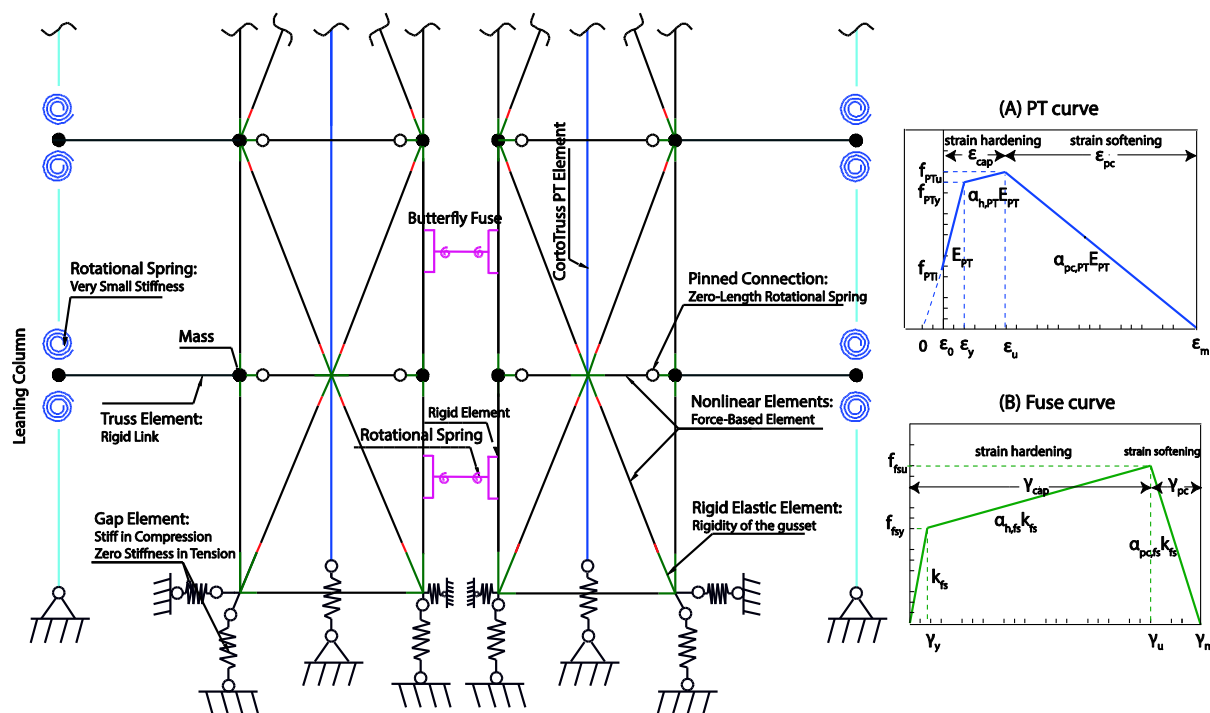 Leaning Column
Rotational Spring:
Very Small Stiffness
Mass
Truss Element:
Rigid Link
Gap Element:
Stiff in Compression
Zero Stiffness in Tension
Butterfly Fuse
Rigid Element
Rotational Spring
CortoTruss PT Element
Pinned Connection:
Zero-Length Rotational Spring
Nonlinear Elements:
Force-Based Element
Rigid Elastic Element:
Rigidity of the gusset
(A) PT curve
strain hardening strain softening
ε_cap ε_pc
f_PTu
f_PTy
α_h,PT E_PT
E_PT
α_pc,PT E_PT
f_PTi
0 ε_0 ε_y ε_u ε_m
(B) Fuse curve
strain hardening strain softening
f_fsu
γ_cap γ_pc
f_fsy
α_h,fs k_fs
α_pc,fs k_fs
k_fs
γ_y γ_u